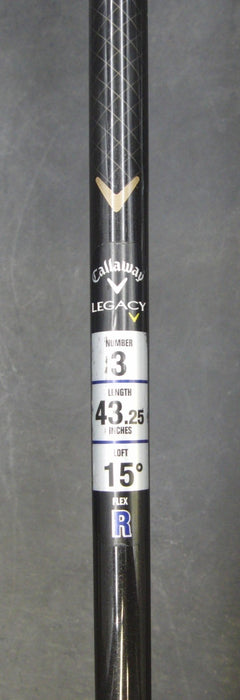 Callaway
LEGACY
NUMBER
3
LENGTH
43.25
INCHES
LOFT
15°
FLEX
R